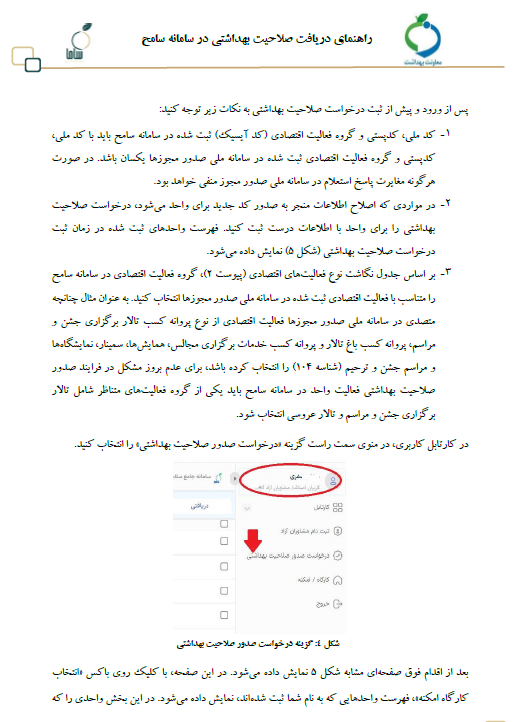 راهنمای دریافت صلاحیت بهداشتی در سامانه سامح
معاونت بهداشت
پس از ورود و پیش از ثبت درخواست صلاحیت بهداشتی به نکات زیر توجه کنید:
۱- کد ملی، کدپستی و گروه فعالیت اقتصادی (کد آیسیک) ثبت شده در سامانه سامح باید با کد ملی،
کدپستی و گروه فعالیت اقتصادی ثبت شده در سامانه ملی صدور مجوزها یکسان باشد. در صورت
هرگونه مغایرت پاسخ استعلام در سامانه ملی صدور مجوز منفی خواهد بود.
۲- در مواردی که اصلاح اطلاعات منجر به صدور کد جدید برای واحد می‌شود، درخواست صلاحیت
بهداشتی را برای واحد با اطلاعات درست ثبت کنید. فهرست واحدهای ثبت شده در زمان ثبت
درخواست صلاحیت بهداشتی (شکل ۵) نمایش داده می‌شود.
۳- بر اساس جدول نگاشت نوع فعالیت‌های اقتصادی (پیوست ۲)، گروه فعالیت اقتصادی در سامانه سامح
را متناسب با فعالیت اقتصادی ثبت شده در سامانه ملی صدور مجوزها انتخاب کنید. به عنوان مثال چنانچه
متصدی در سامانه ملی صدور مجوزها فعالیت اقتصادی از نوع پروانه کسب تالار برگزاری جشن و
مراسم، پروانه کسب باغ تالار و پروانه کسب خدمات برگزاری مجالس، همایش‌ها، سمینار، نمایشگاه‌ها
و مراسم جشن و ترحیم (شناسه ۱۰۴) را انتخاب کرده باشد، برای عدم بروز مشکل در فرایند صدور
صلاحیت بهداشتی فعالیت واحد در سامانه سامح باید یکی از گروه فعالیت‌های متناظر شامل تالار
برگزاری جشن و مراسم و تالار عروسی انتخاب شود.
در کارتابل کاربری، در منوی سمت راست گزینه «درخواست صدور صلاحیت بهداشتی» را انتخاب کنید.
صفری
سامانه جامع
کارتابل
دریافتی
ثبت نام مشاوران آزاد
درخواست صدور صلاحیت بهداشتی
کارگاه / امکنه
خروج
شکل ٤: گزینه درخواست صدور صلاحیت بهداشتی
بعد از اقدام فوق صفحه‌ای مشابه شکل ۵ نمایش داده می‌شود. در این صفحه، با کلیک روی باکس «انتخاب
کارگاه امکنه»، فهرست واحدهایی که به نام شما ثبت شده‌اند، نمایش داده می‌شود. در این بخش واحدی را که